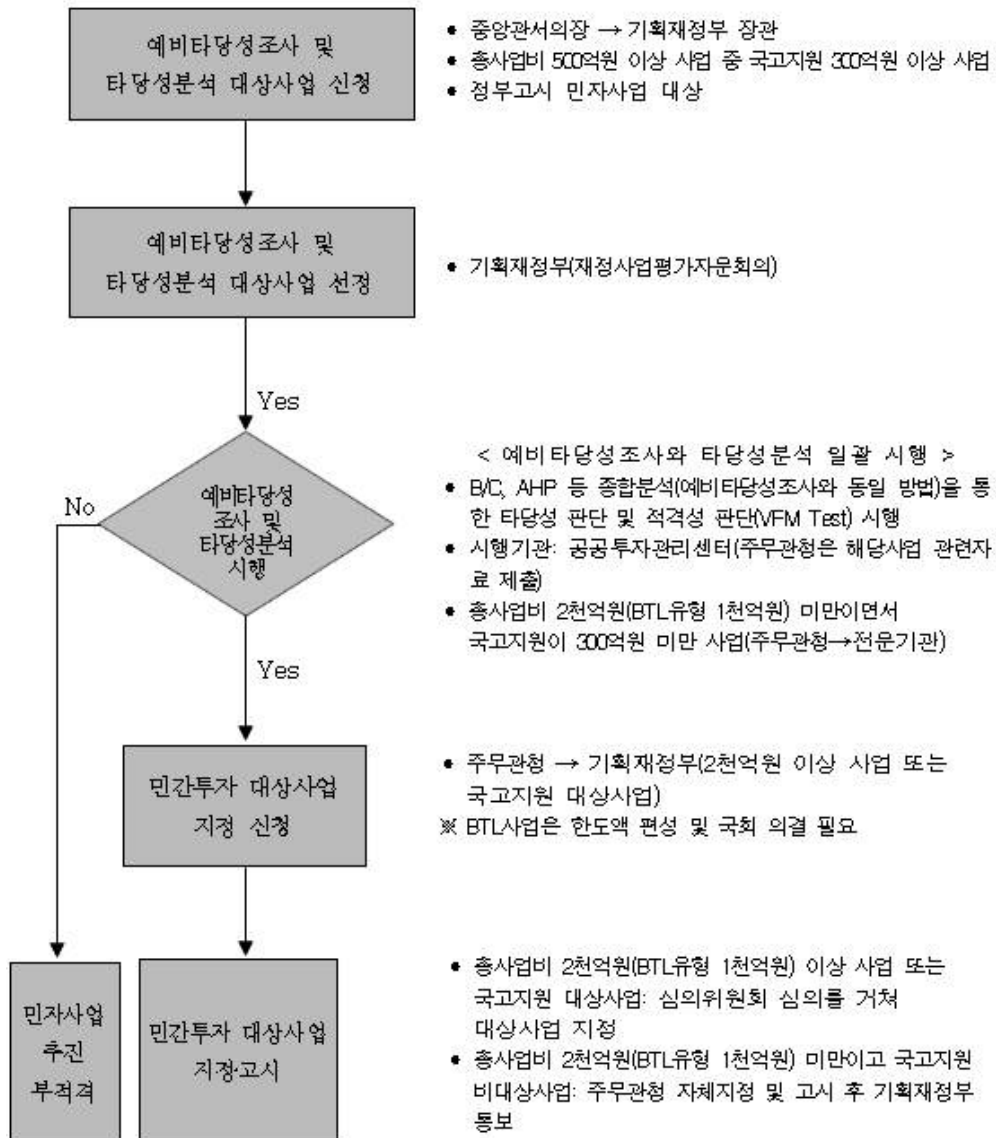 예비타당성조사 및
타당성분석 대상사업 신청
• 중앙관서의장 → 기획재정부 장관
• 총사업비 500억원 이상 사업 중 국고지원 300억원 이상 사업
• 정부고시 민자사업 대상
예비타당성조사 및
타당성분석 대상사업 선정
• 기획재정부(재정사업평가자문회의)
Yes
No
예비타당성
조사 및
타당성분석
시행
< 예비타당성조사와 타당성분석 일괄 시행 >
• B/C, AHP 등 종합분석(예비타당성조사와 동일 방법)을 통
한 타당성 판단 및 적격성 판단(VFM Test) 시행
• 시행기관: 공공투자관리센터(주무관청은 해당사업 관련자
료 제출)
• 총사업비 2천억원(BTL유형 1천억원) 미만이면서
국고지원이 300억원 미만 사업(주무관청→전문기관)
Yes
민간투자 대상사업
지정 신청
• 주무관청 → 기획재정부(2천억원 이상 사업 또는
국고지원 대상사업)
※ BTL사업은 한도액 편성 및 국회 의결 필요
민자사업
추진
부적격
민간투자 대상사업
지정·고시
• 총사업비 2천억원(BTL유형 1천억원) 이상 사업 또는
국고지원 대상사업: 심의위원회 심의를 거쳐
대상사업 지정
• 총사업비 2천억원(BTL유형 1천억원) 미만이고 국고지원
비대상사업: 주무관청 자체지정 및 고시 후 기획재정부
통보